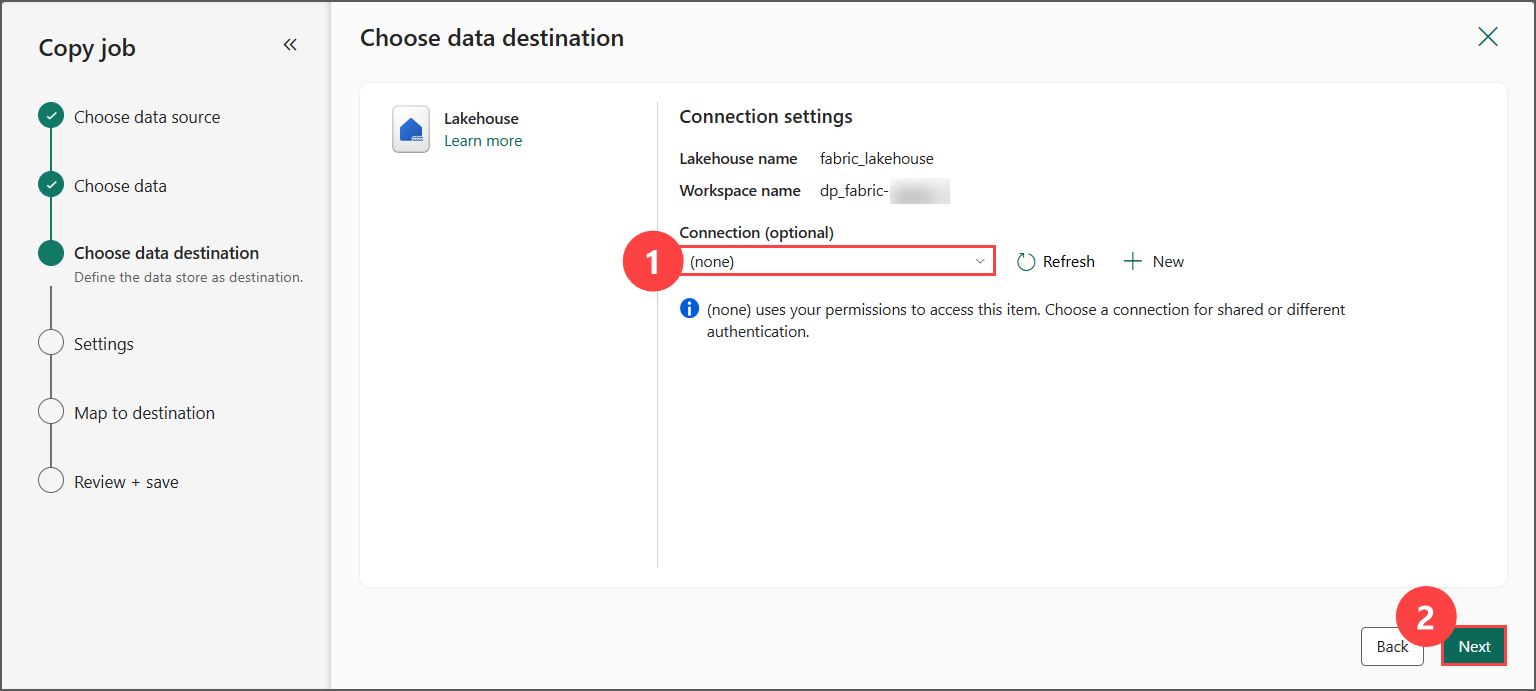 Copy job
Choose data source
Choose data
Choose data destination
Define the data store as destination.
Settings
Map to destination
Review + save
Choose data destination
Lakehouse
Learn more
Connection settings
Lakehouse name fabric_lakehouse
Workspace name dp_fabric-
Connection (optional)
1 (none) Refresh New
(none) uses your permissions to access this item. Choose a connection for shared or different
authentication.
2
Back Next